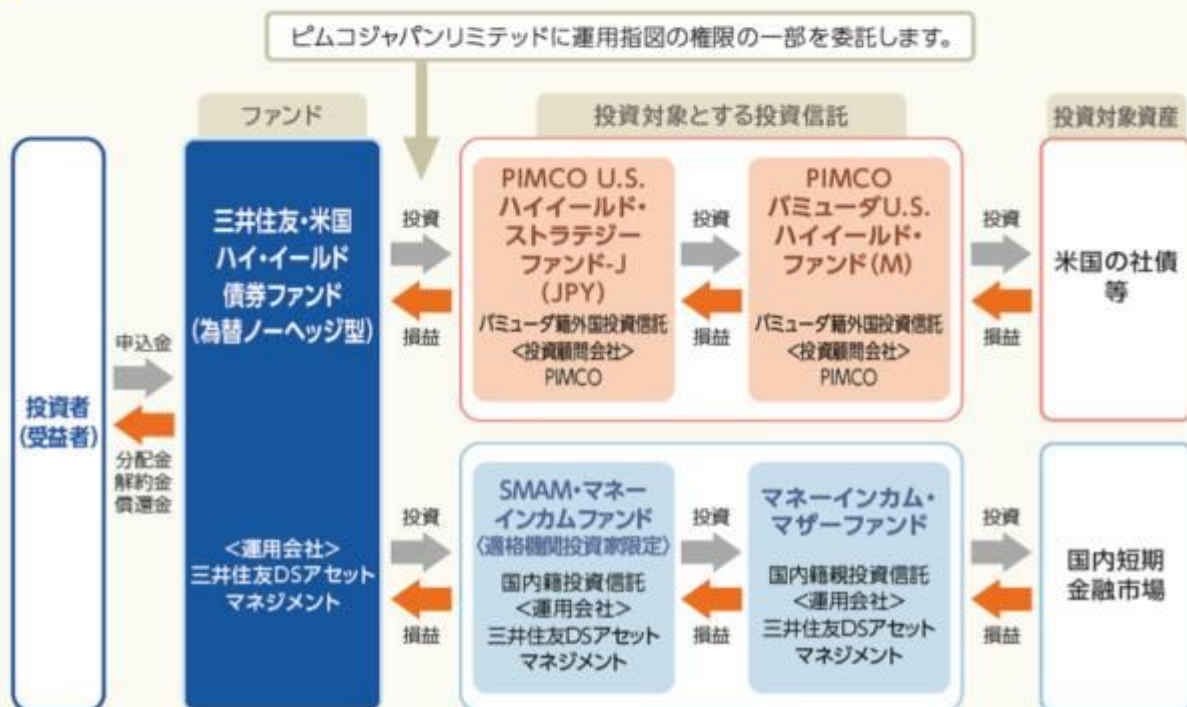 ピムコジャパンリミテッドに運用指図の権限の一部を委託します。
ファンド
投資対象とする投資信託
投資対象資産
投資者
(受益者)
申込金
分配金
解約金
償還金
三井住友・米国
ハイ・イールド
債券ファンド
(為替ノーヘッジ型)
<運用会社>
三井住友DSアセット
マネジメント
投資
損益
PIMCO U.S.
ハイイールド・
ストラテジー
ファンド-J
(JPY)
バミューダ籍外国投資信託
<投資顧問会社>
PIMCO
投資
損益
PIMCO
バミューダU.S.
ハイイールド・
ファンド(M)
バミューダ籍外国投資信託
<投資顧問会社>
PIMCO
投資
損益
米国の社債
等
投資
損益
SMAM・マネー
インカムファンド
〈適格機関投資家限定〉
国内籍投資信託
<運用会社>
三井住友DSアセット
マネジメント
投資
損益
マネーインカム・
マザーファンド
国内籍親投資信託
<運用会社>
三井住友DSアセット
マネジメント
投資
損益
国内短期
金融市場